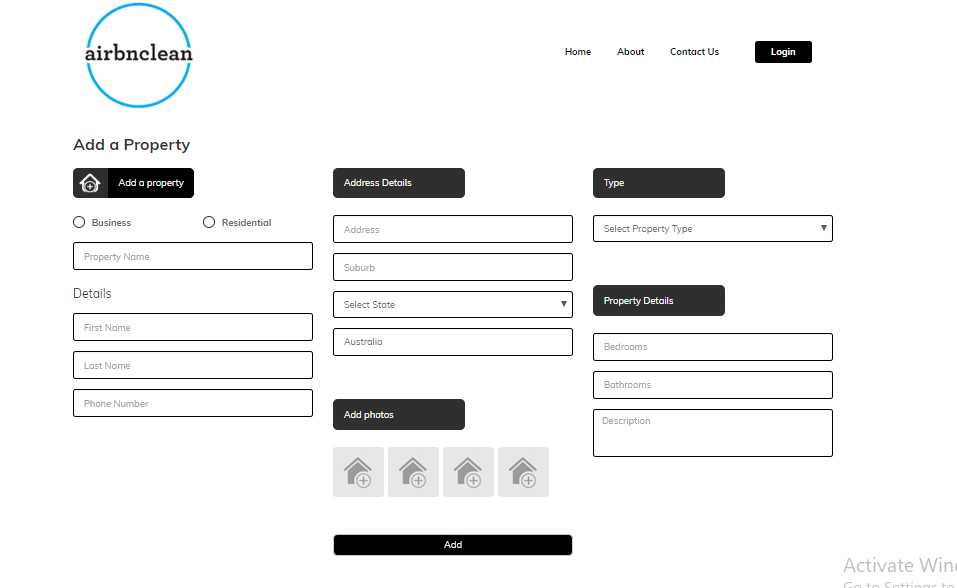 airbnclean
Home
About
Contact Us
Login
Add a Property
Add a property
Business
Residential
Property Name
Details
First Name
Last Name
Phone Number
Address Details
Address
Suburb
Select State
Australia
Add photos
Add
Type
Select Property Type
Property Details
Bedrooms
Bathrooms
Description
Activate Win
Go to Settings to